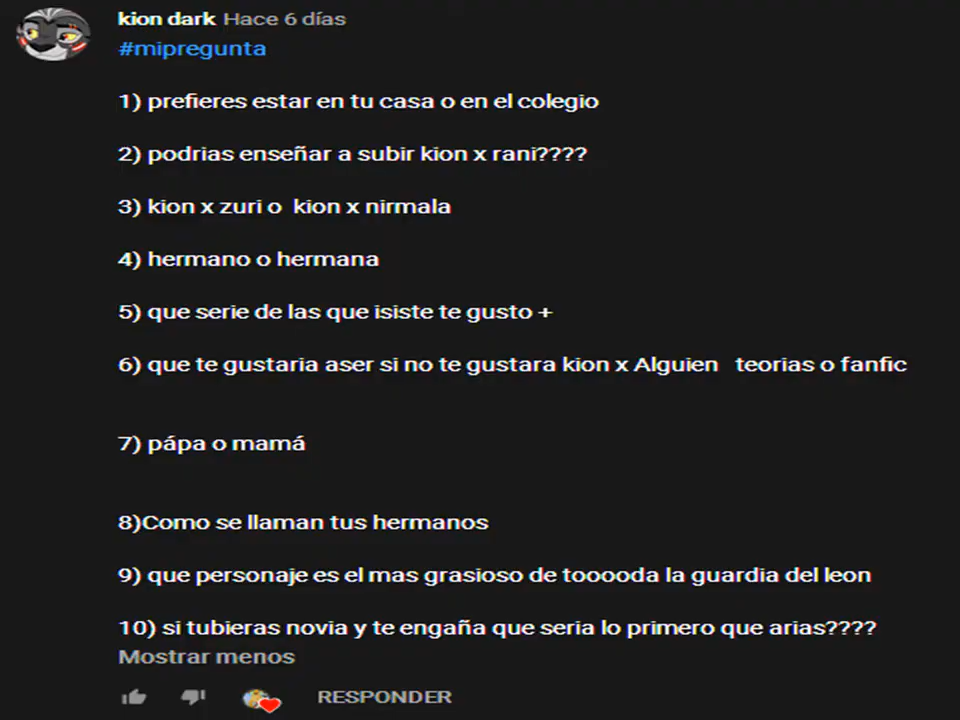 kion dark Hace 6 días
#mipregunta
1) prefieres estar en tu casa o en el colegio
2) podrias enseñar a subir kion x rani????
3) kion x zuri o kion x nirmala
4) hermano o hermana
5) que serie de las que isiste te gusto +
6) que te gustaria aser si no te gustara kion x Alguien teorias o fanfic
7) pápa o mamá
8)Como se llaman tus hermanos
9) que personaje es el mas grasioso de tooooda la guardia del leon
10) si tubieras novia y te engaña que seria lo primero que arias????
Mostrar menos
RESPONDER